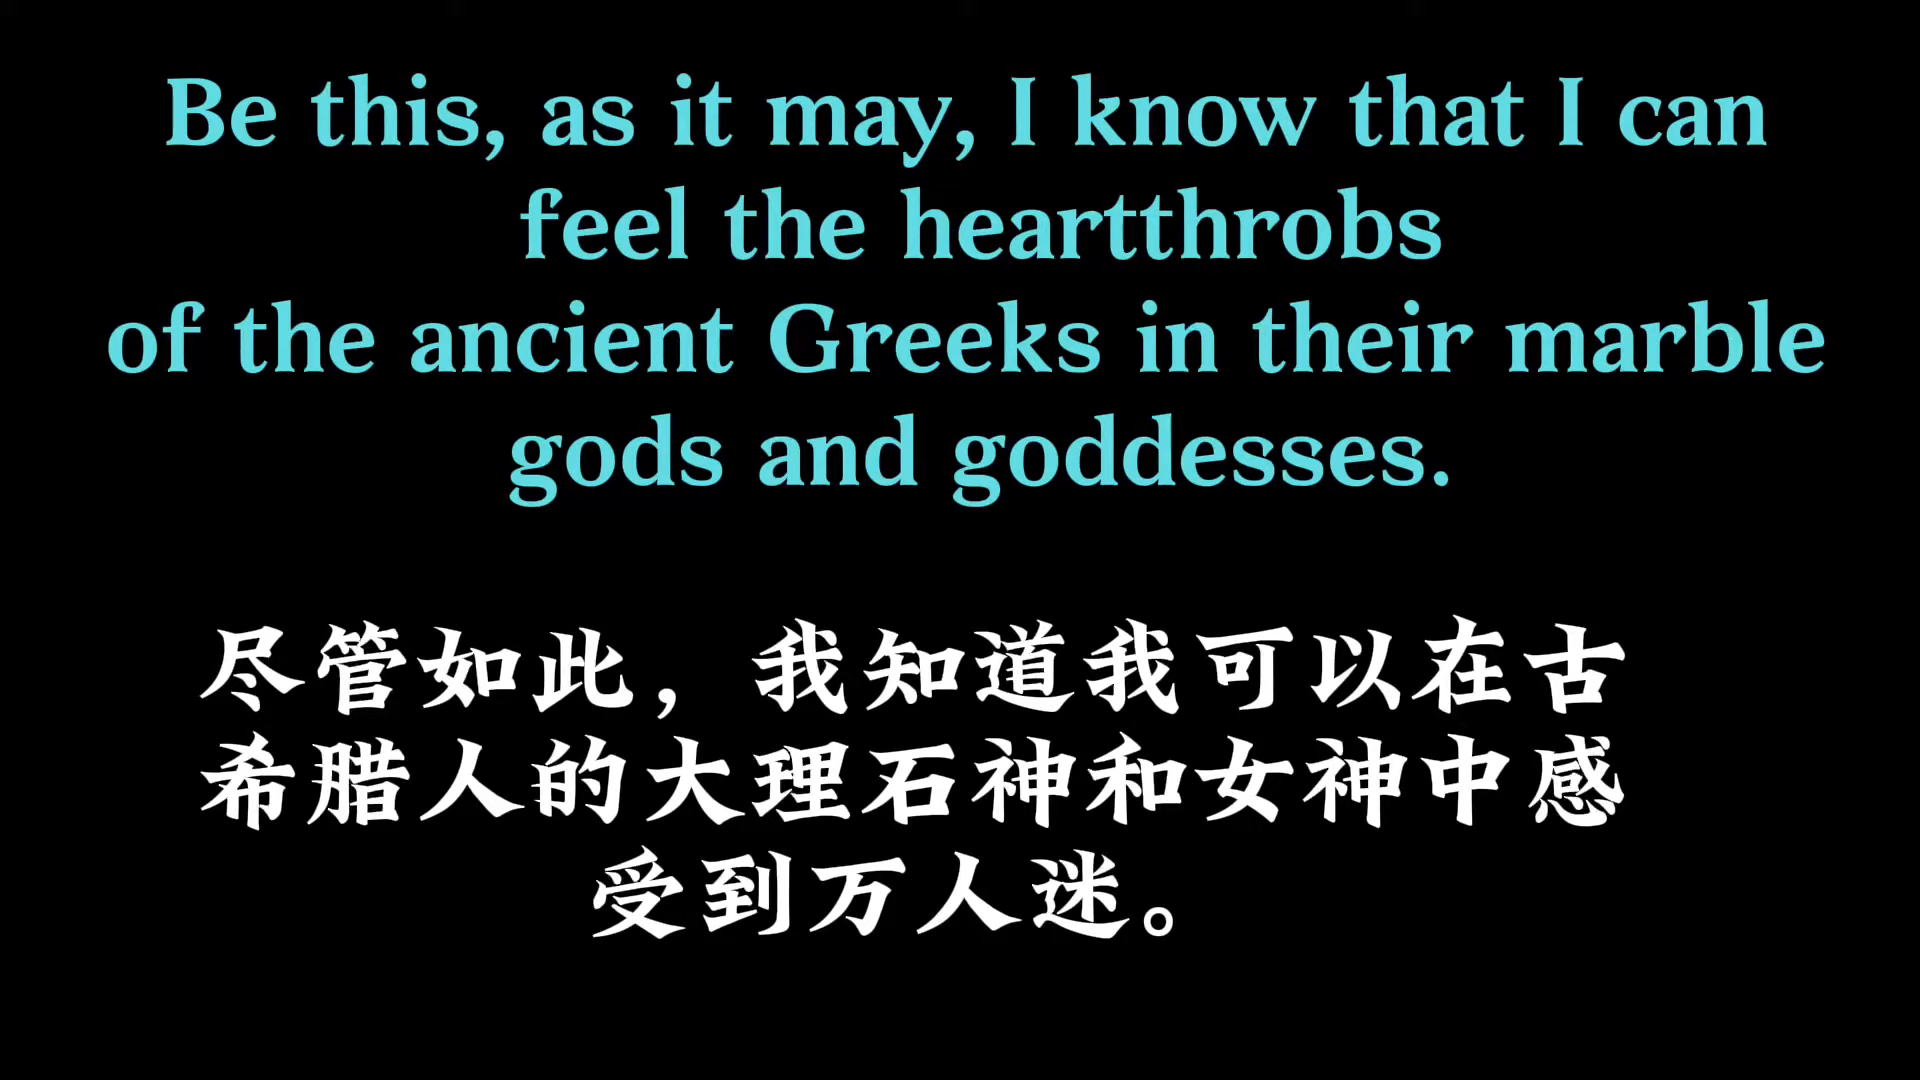 Be this, as it may, I know that I can
feel the heartthrobs
of the ancient Greeks in their marble
gods and goddesses.
尽管如此，我知道我可以在古
希腊人的大理石神和女神中感
受到万人迷。